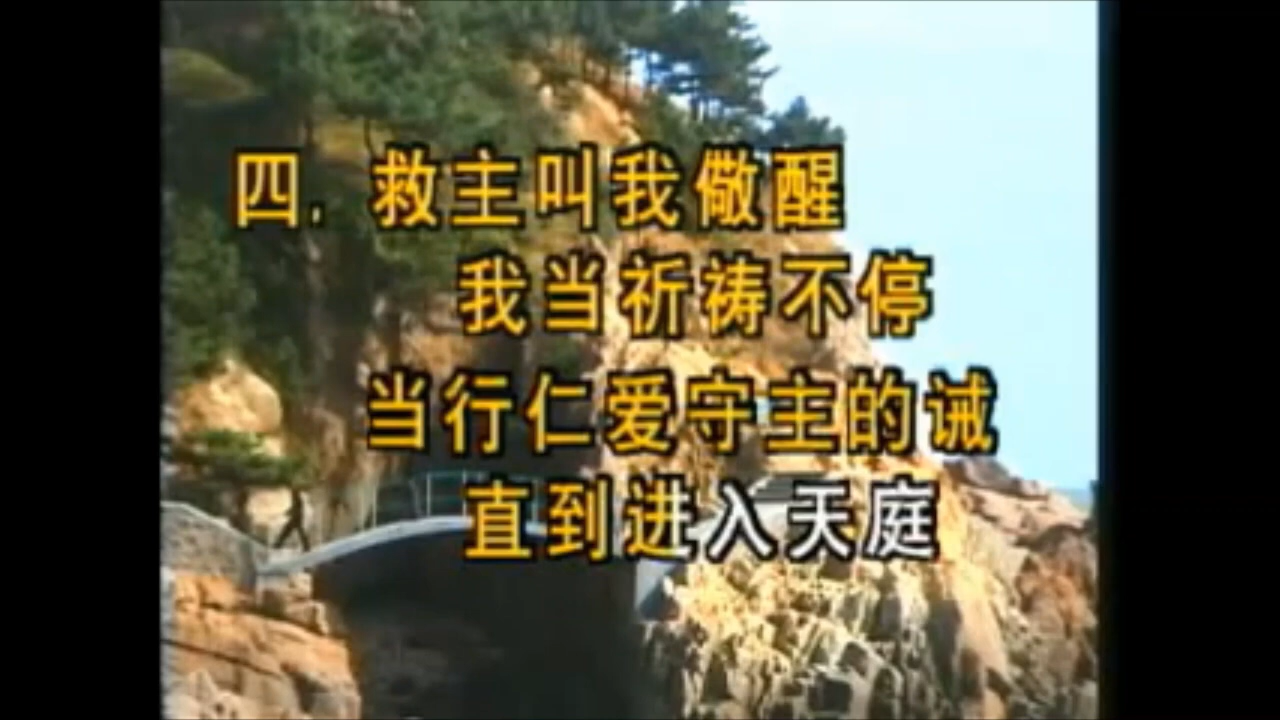 四. 救主叫我儆醒
我当祈祷不停
当行仁爱守主的诫
直到进入天庭